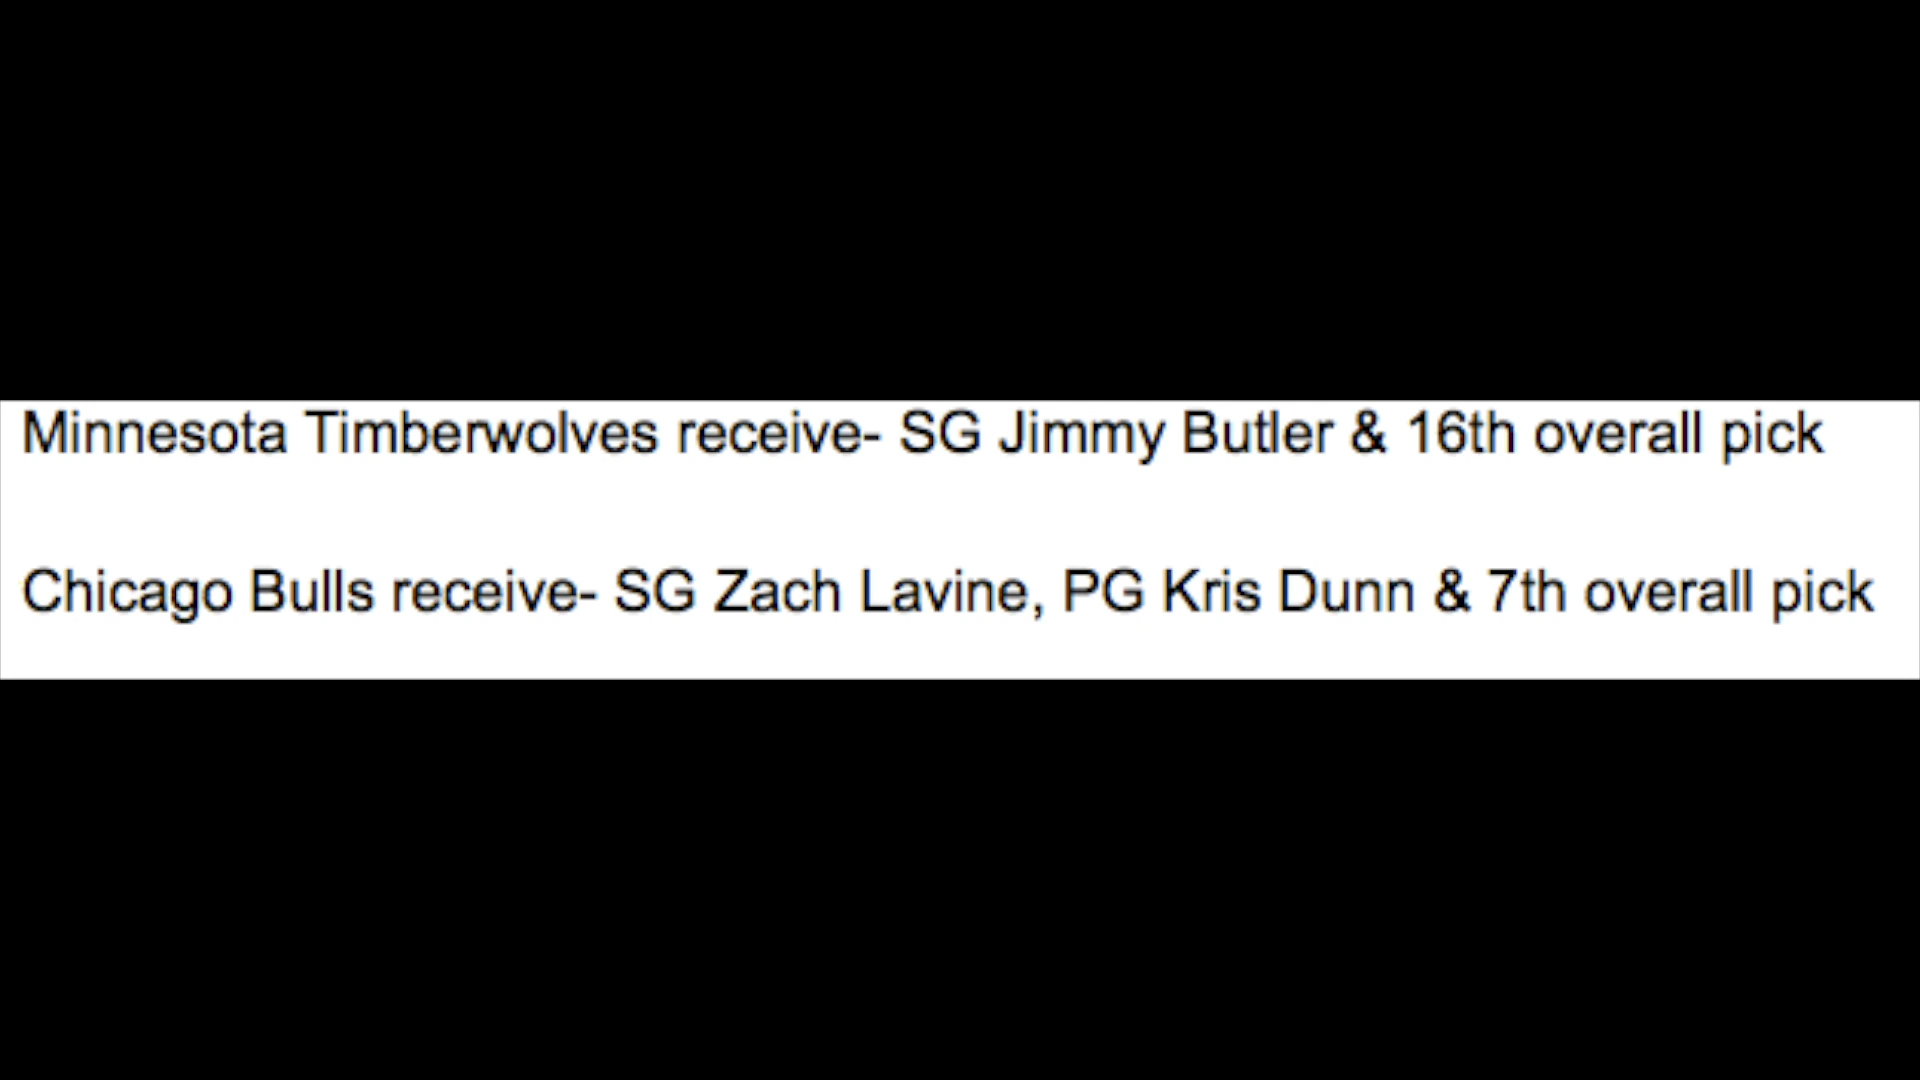 Minnesota Timberwolves receive- SG Jimmy Butler & 16th overall pick
Chicago Bulls receive- SG Zach Lavine, PG Kris Dunn & 7th overall pick